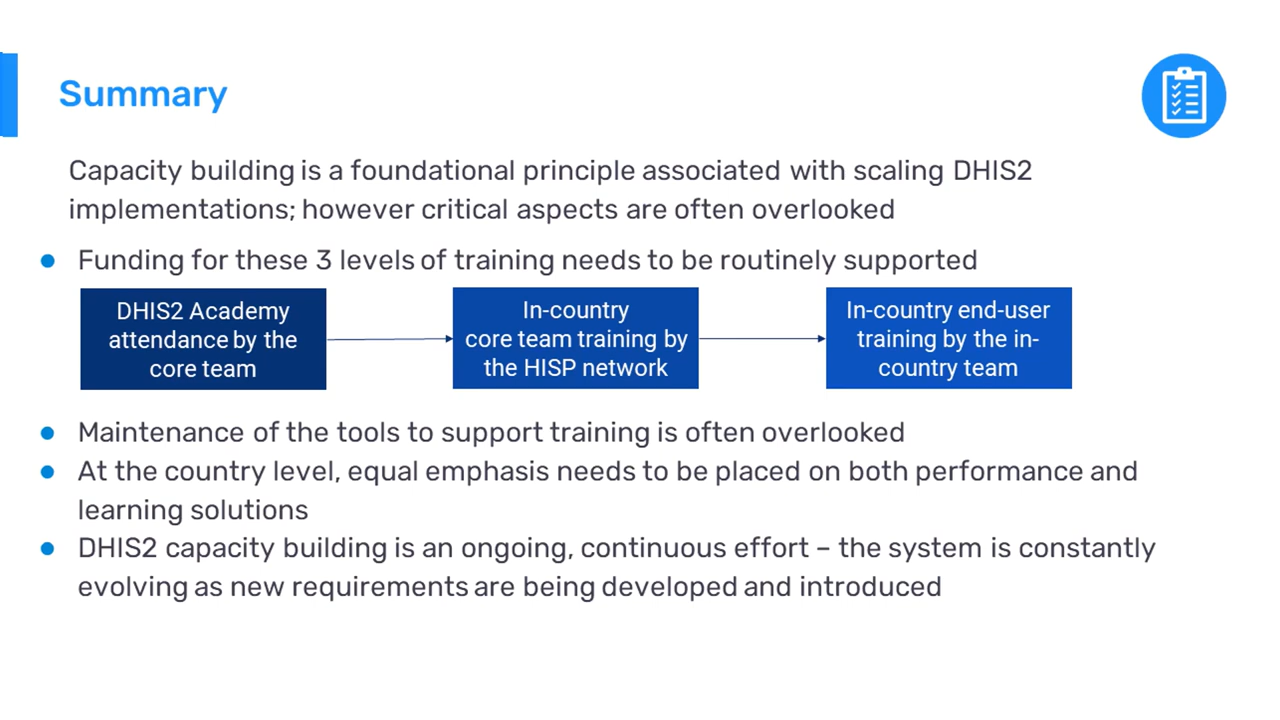 Summary
Capacity building is a foundational principle associated with scaling DHIS2
implementations; however critical aspects are often overlooked
● Funding for these 3 levels of training needs to be routinely supported
DHIS2 Academy
attendance by the
core team
In-country
core team training by
the HISP network
In-country end-user
training by the in-
country team
● Maintenance of the tools to support training is often overlooked
● At the country level, equal emphasis needs to be placed on both performance and
learning solutions
● DHIS2 capacity building is an ongoing, continuous effort – the system is constantly
evolving as new requirements are being developed and introduced